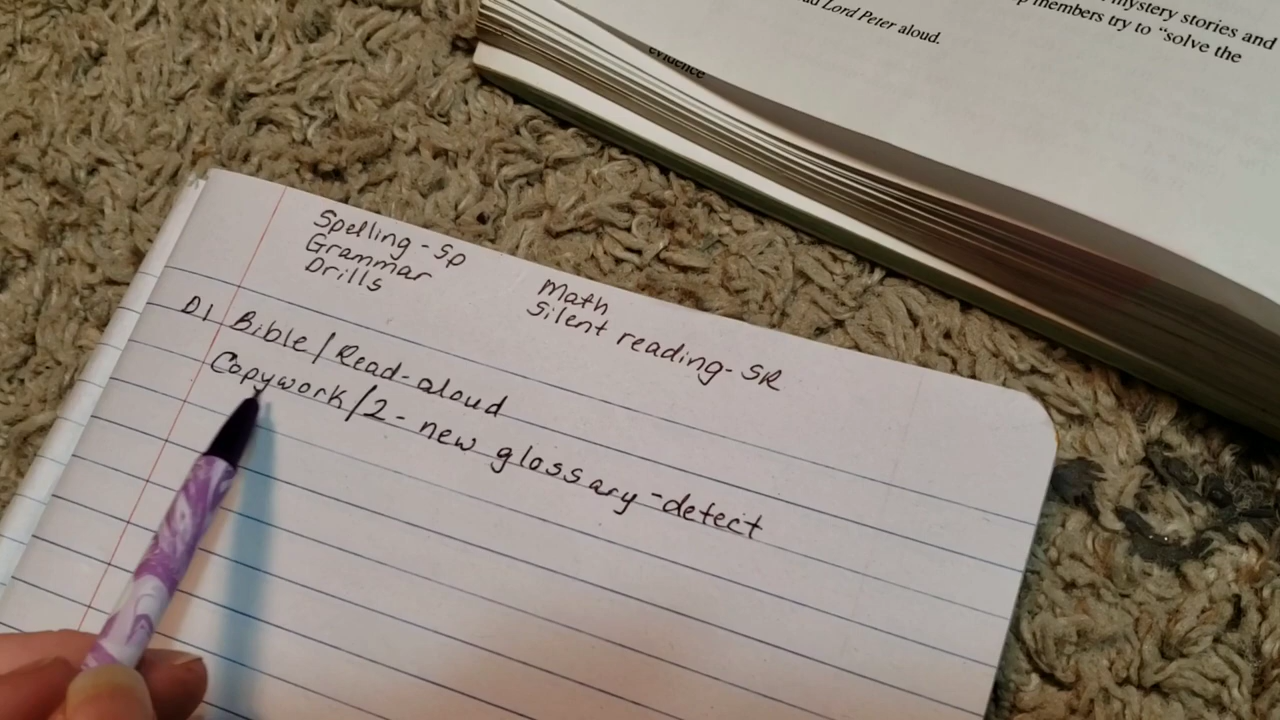 mystery stories and
members try to "solve the
Lord Peter aloud.
evidence
Spelling - Sp
Grammar
Drills
Math
Silent reading - SR
D1 Bible/Read-aloud
Copywork/2 - new glossary - detect